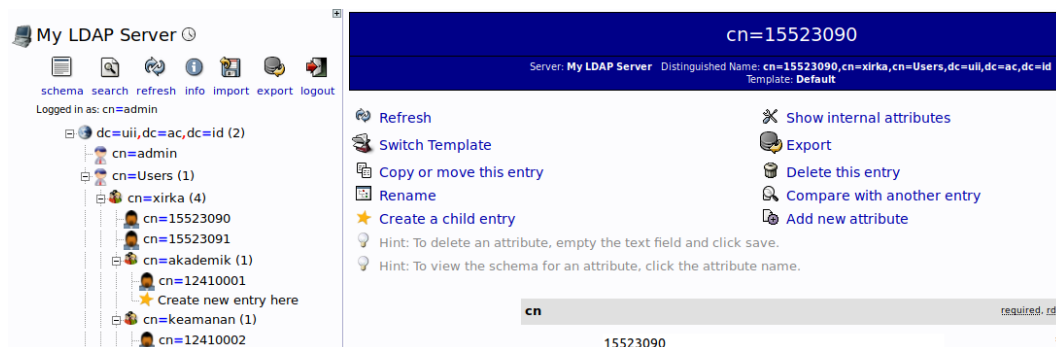 My LDAP Server
schema search refresh info import export logout
Logged in as: cn=admin
dc=uii,dc=ac,dc=id (2)
cn=admin
cn=Users (1)
cn=xirka (4)
cn=15523090
cn=15523091
cn=akademik (1)
cn=12410001
Create new entry here
cn=keamanan (1)
cn=12410002
cn=15523090
Server: My LDAP Server Distinguished Name: cn=15523090,cn=xirka,cn=Users,dc=uii,dc=ac,dc=id
Template: Default
Refresh
Switch Template
Copy or move this entry
Rename
Create a child entry
Show internal attributes
Export
Delete this entry
Compare with another entry
Add new attribute
Hint: To delete an attribute, empty the text field and click save.
Hint: To view the schema for an attribute, click the attribute name.
cn required, rd
15523090